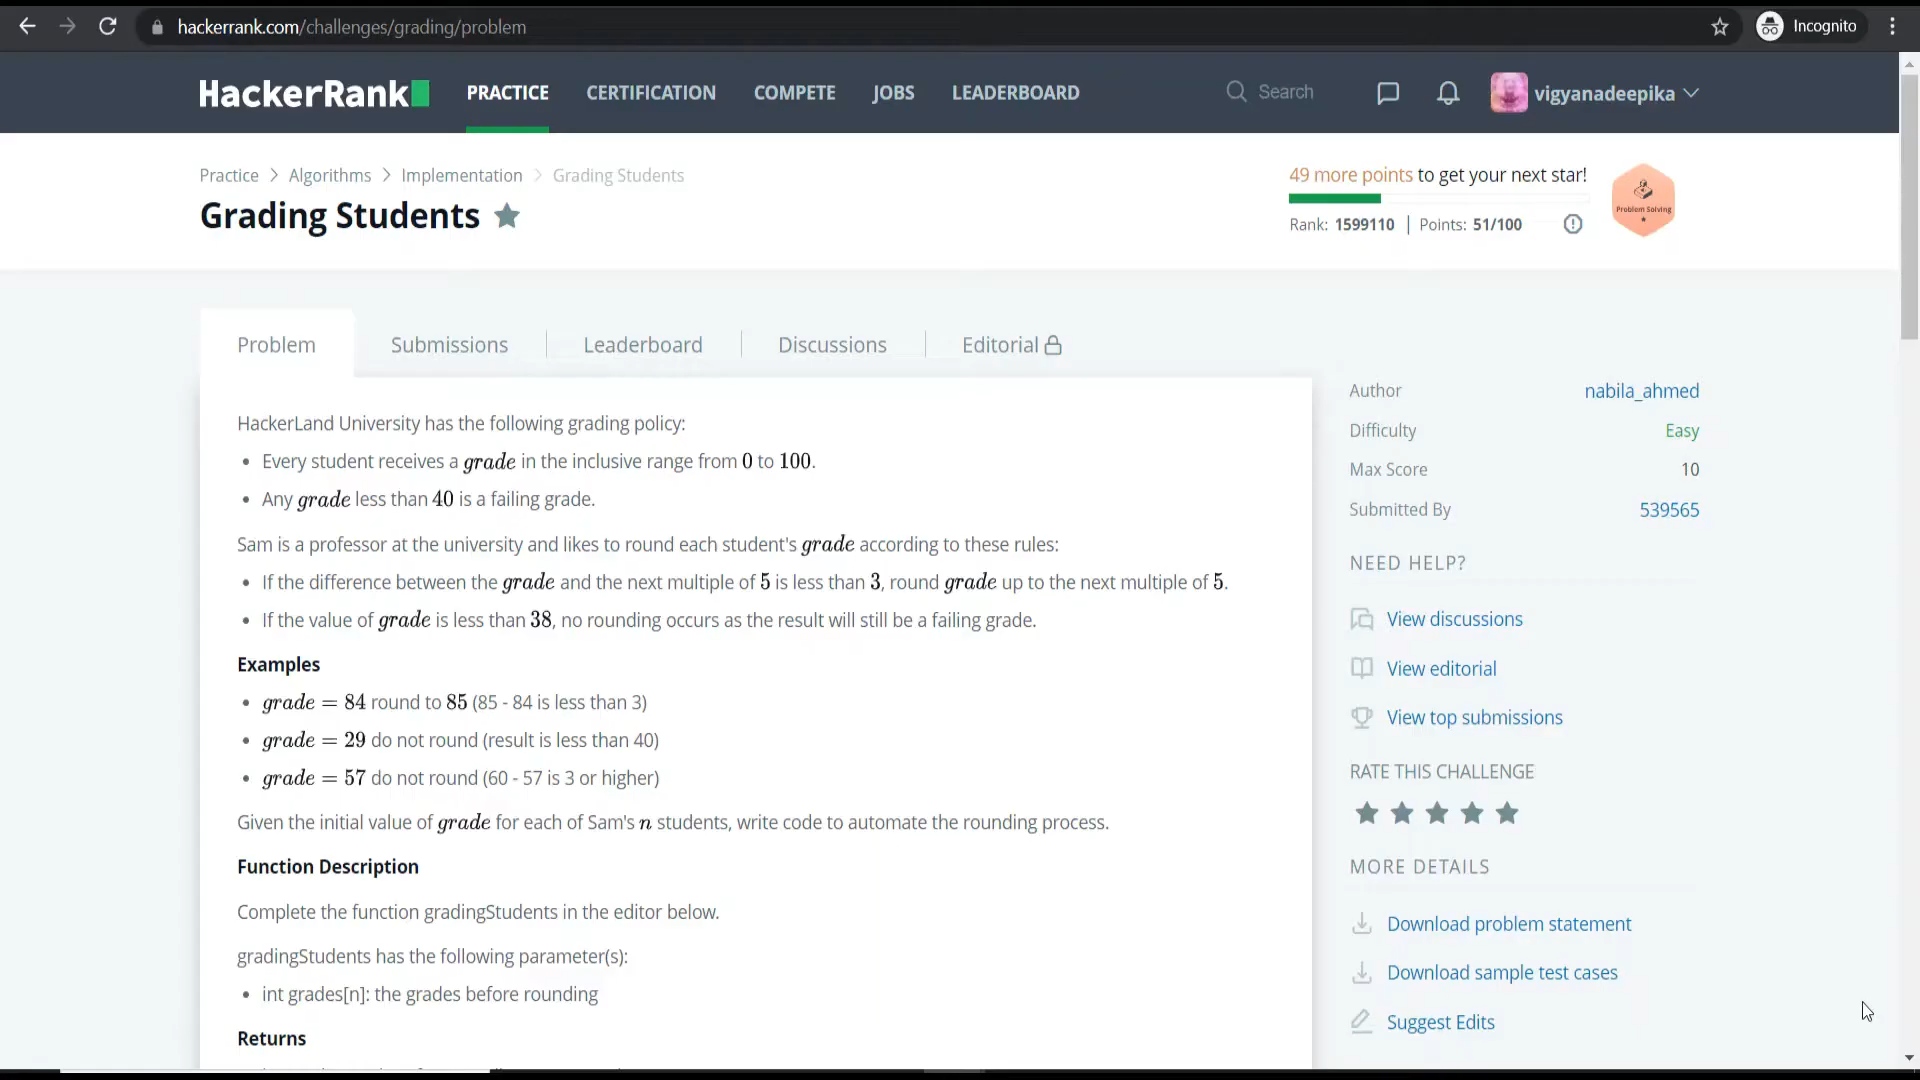 hackerrank.com/challenges/grading/problem
Incognito
HackerRank
PRACTICE
CERTIFICATION
COMPETE
JOBS
LEADERBOARD
Search
vigyanadeepika
Practice > Algorithms > Implementation > Grading Students
Grading Students
49 more points to get your next star!
Rank: 1599110 | Points: 51/100
Problem Solving
Problem
Submissions
Leaderboard
Discussions
Editorial
HackerLand University has the following grading policy:
• Every student receives a grade in the inclusive range from 0 to 100.
• Any grade less than 40 is a failing grade.
Sam is a professor at the university and likes to round each student's grade according to these rules:
• If the difference between the grade and the next multiple of 5 is less than 3, round grade up to the next multiple of 5.
• If the value of grade is less than 38, no rounding occurs as the result will still be a failing grade.
Examples
• grade = 84 round to 85 (85 - 84 is less than 3)
• grade = 29 do not round (result is less than 40)
• grade = 57 do not round (60 - 57 is 3 or higher)
Given the initial value of grade for each of Sam's n students, write code to automate the rounding process.
Function Description
Complete the function gradingStudents in the editor below.
gradingStudents has the following parameter(s):
• int grades[n]: the grades before rounding
Returns
Author nabila_ahmed
Difficulty Easy
Max Score 10
Submitted By 539565
NEED HELP?
View discussions
View editorial
View top submissions
RATE THIS CHALLENGE
MORE DETAILS
Download problem statement
Download sample test cases
Suggest Edits